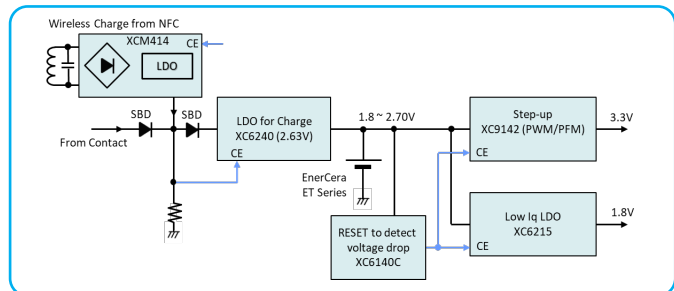 Wireless Charge from NFC
XCM414
CE
LDO
SBD
SBD
From Contact
LDO for Charge
XC6240 (2.63V)
CE
1.8 ~ 2.70V
EnerCera
ET Series
Step-up
XC9142 (PWM/PFM)
CE
3.3V
RESET to detect
voltage drop
XC6140C
Low Iq LDO
XC6215
CE
1.8V